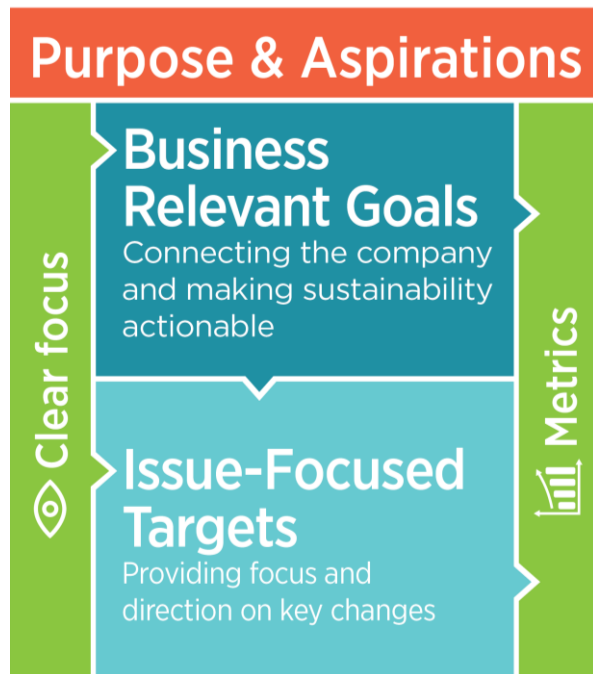 Purpose & Aspirations
Clear focus
Business
Relevant Goals
Connecting the company
and making sustainability
actionable
Issue-Focused
Targets
Providing focus and
direction on key changes
Metrics